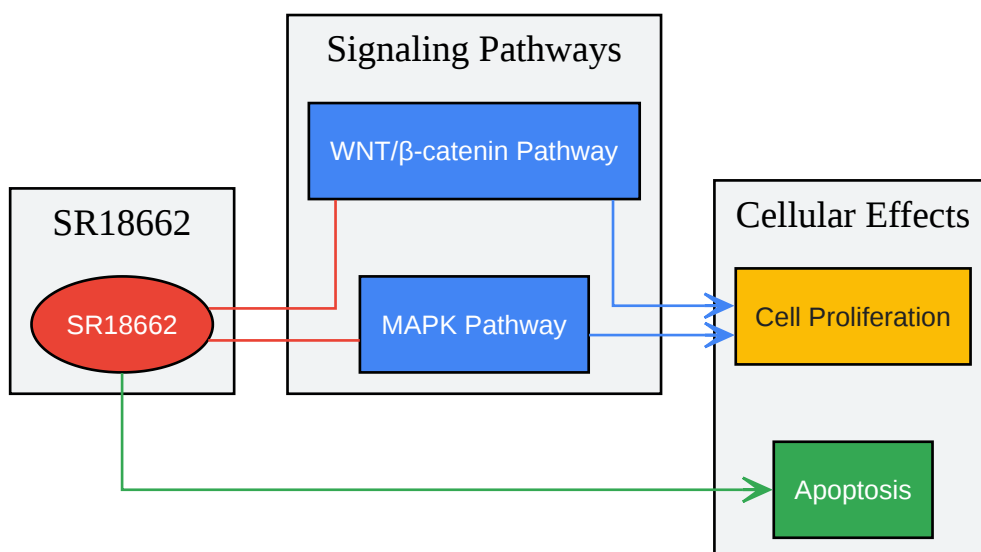 Signaling Pathways
WNT/β-catenin Pathway
SR18662
Cellular Effects
SR18662
MAPK Pathway
Cell Proliferation
Apoptosis